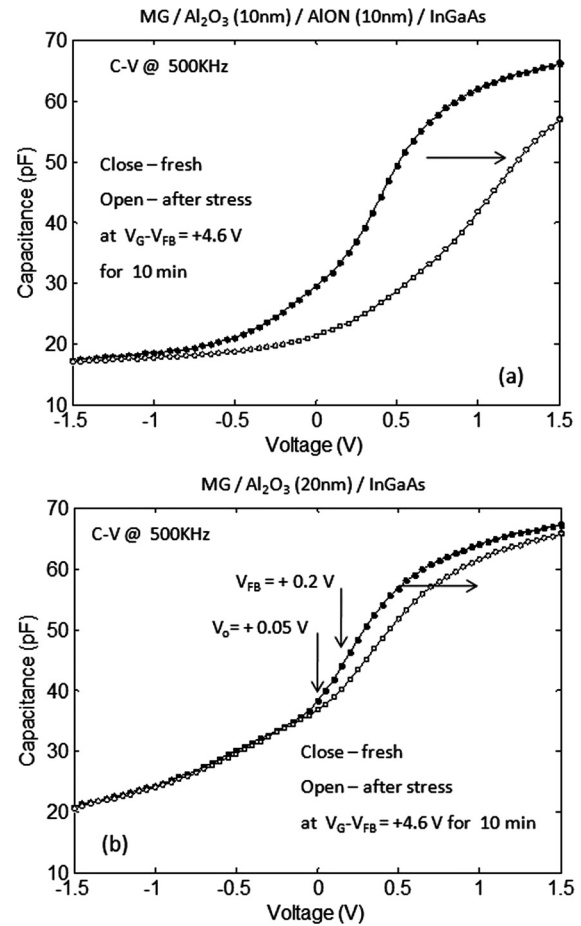 MG / Al₂O₃ (10nm) / AlON (10nm) / InGaAs
70
60
50
40
30
20
10
Capacitance (pF)
C-V @ 500KHz
Close – fresh
Open – after stress
at V_G-V_FB = +4.6 V
for 10 min
(a)
-1.5 -1 -0.5 0 0.5 1 1.5
Voltage (V)
MG / Al₂O₃ (20nm) / InGaAs
70
60
50
40
30
20
10
Capacitance (pF)
C-V @ 500KHz
V_FB = + 0.2 V
V_o = + 0.05 V
Close – fresh
Open – after stress
at V_G-V_FB = +4.6 V for 10 min
(b)
-1.5 -1 -0.5 0 0.5 1 1.5
Voltage (V)